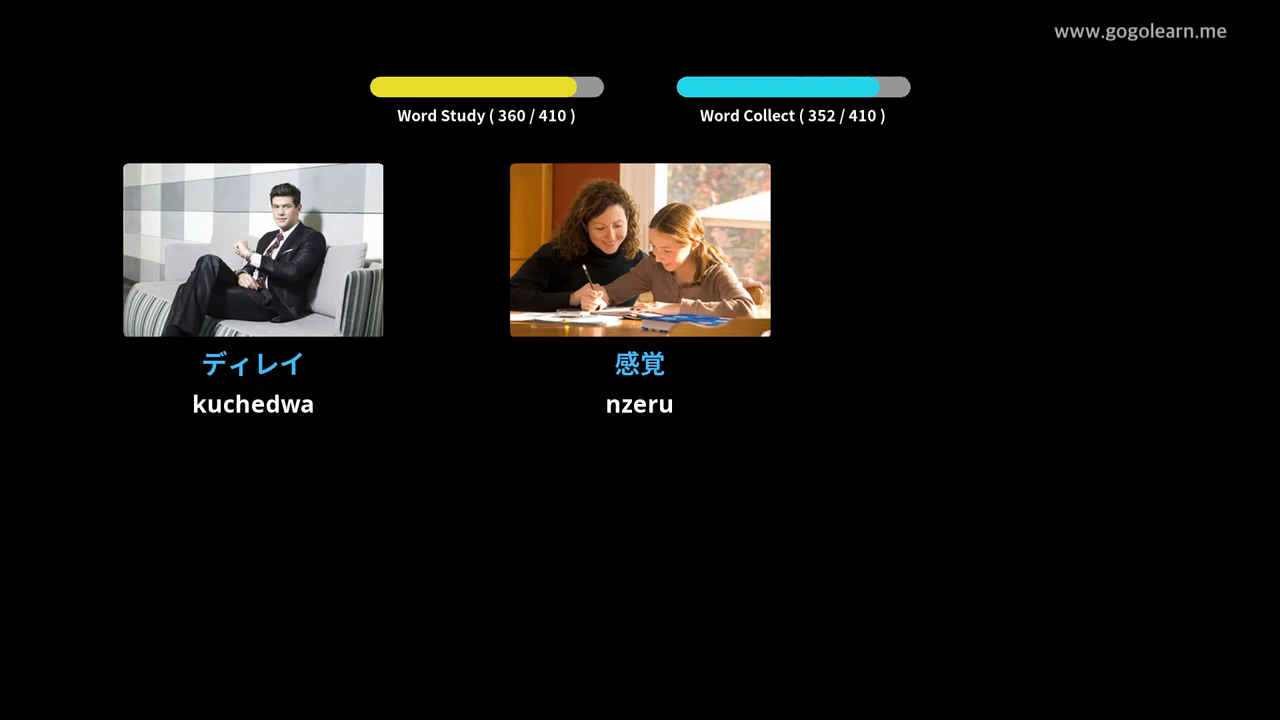 www.gogolearn.me
Word Study ( 360 / 410 )
Word Collect ( 352 / 410 )
ディレイ
kuchedwa
感覚
nzeru